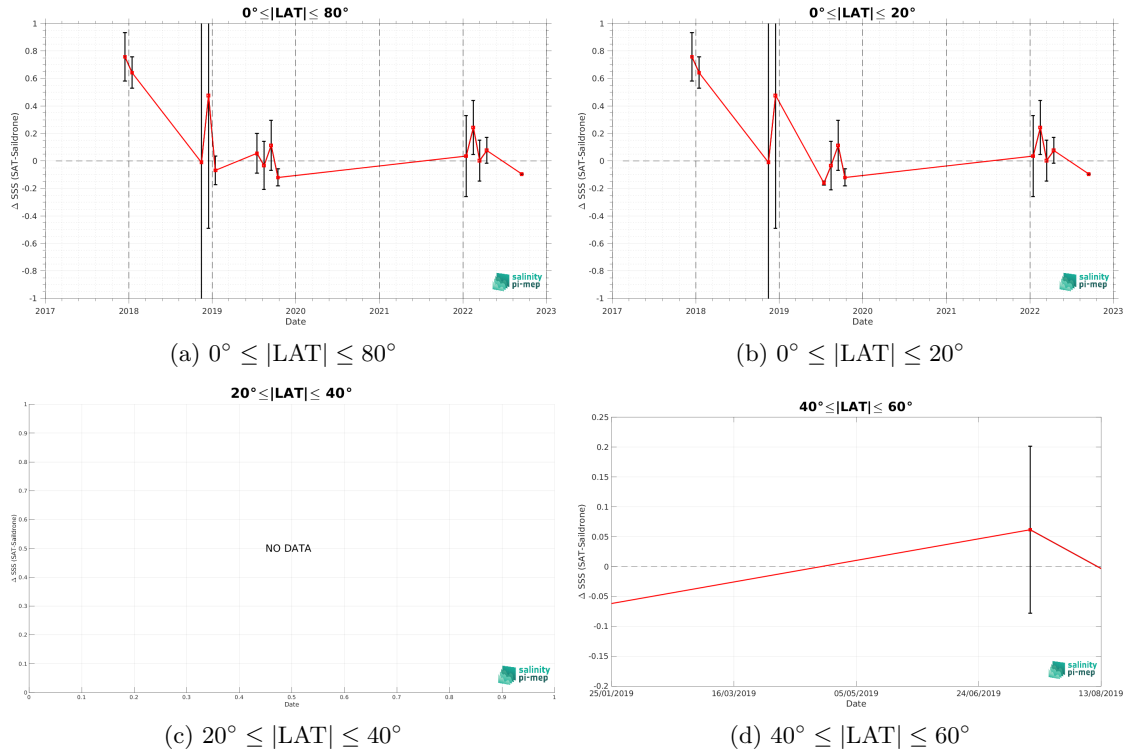 0°≤|LAT|≤ 80°
1
0.8
0.6
0.4
0.2
0
-0.2
-0.4
-0.6
-0.8
-1
Δ SSS (SAT-Saildrone)
2017 2018 2019 2020 2021 2022 2023
Date
salinity
pi-mep
(a) 0° ≤ |LAT| ≤ 80°
0°≤|LAT|≤ 20°
1
0.8
0.6
0.4
0.2
0
-0.2
-0.4
-0.6
-0.8
-1
Δ SSS (SAT-Saildrone)
2017 2018 2019 2020 2021 2022 2023
Date
salinity
pi-mep
(b) 0° ≤ |LAT| ≤ 20°
20°≤|LAT|≤ 40°
1
0.9
0.8
0.7
0.6
0.5
0.4
0.3
0.2
0.1
0
Δ SSS (SAT-Saildrone)
NO DATA
0 0.1 0.2 0.3 0.4 0.5 0.6 0.7 0.8 0.9 1
Date
salinity
pi-mep
(c) 20° ≤ |LAT| ≤ 40°
40°≤|LAT|≤ 60°
0.25
0.2
0.15
0.1
0.05
0
-0.05
-0.1
-0.15
-0.2
Δ SSS (SAT-Saildrone)
25/01/2019 16/03/2019 05/05/2019 24/06/2019 13/08/2019
Date
salinity
pi-mep
(d) 40° ≤ |LAT| ≤ 60°